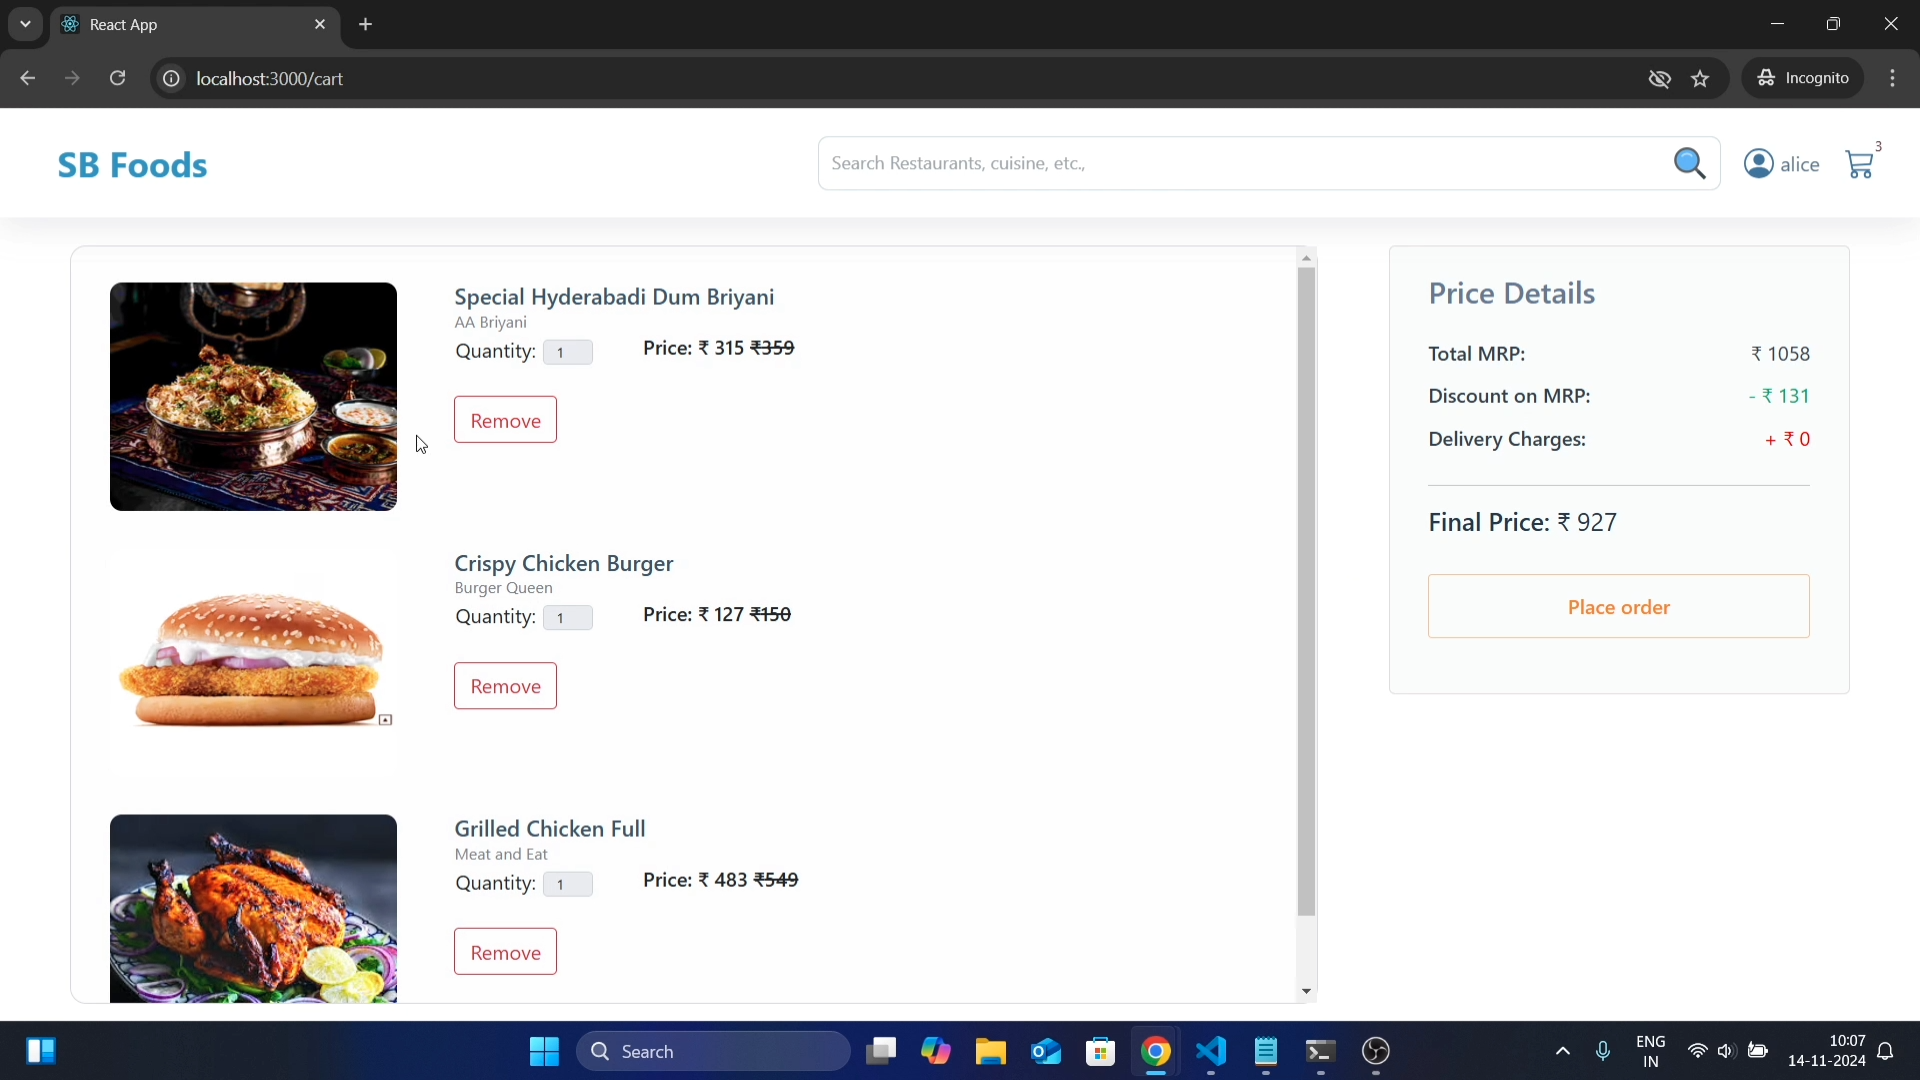 React App
localhost:3000/cart
Incognito
SB Foods
Search Restaurants, cuisine, etc.,
alice
3
Special Hyderabadi Dum Briyani
AA Briyani
Quantity: 1 Price: ₹ 315 ₹359
Remove
Crispy Chicken Burger
Burger Queen
Quantity: 1 Price: ₹ 127 ₹150
Remove
Grilled Chicken Full
Meat and Eat
Quantity: 1 Price: ₹ 483 ₹549
Remove
Price Details
Total MRP: ₹ 1058
Discount on MRP: - ₹ 131
Delivery Charges: + ₹ 0
Final Price: ₹ 927
Place order
Search
ENG
IN
10:07
14-11-2024